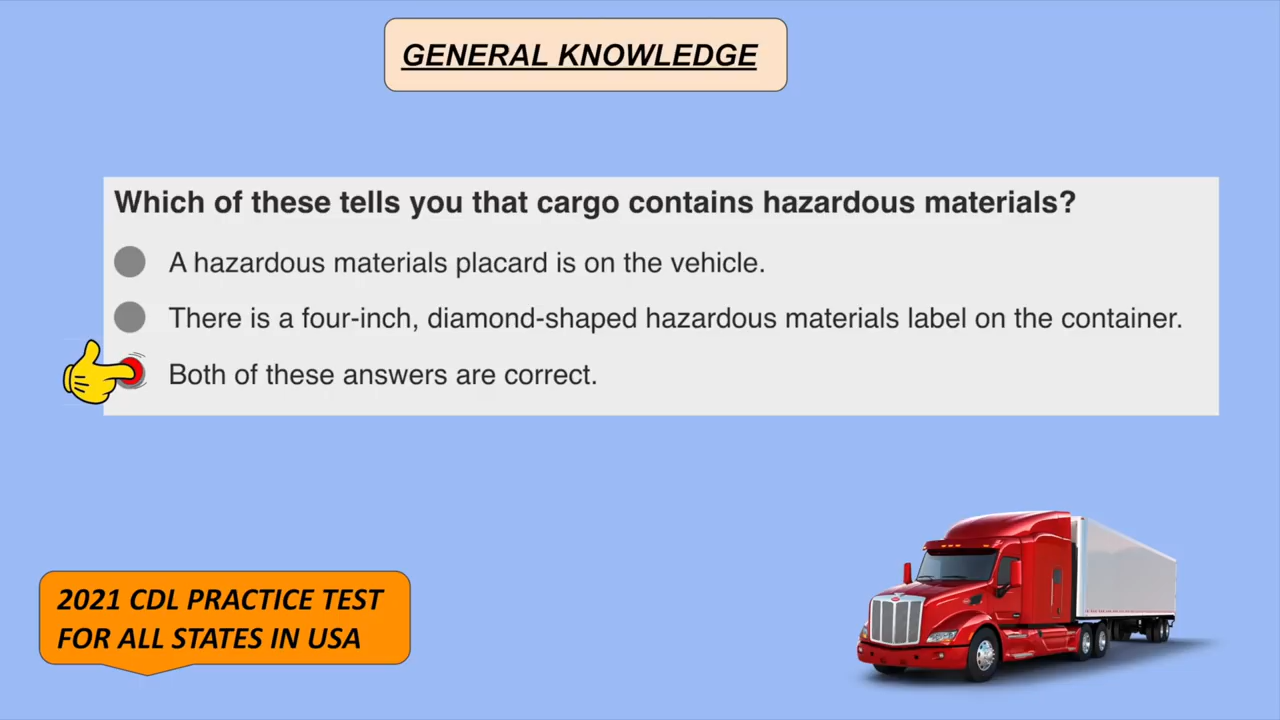 GENERAL KNOWLEDGE
Which of these tells you that cargo contains hazardous materials?
A hazardous materials placard is on the vehicle.
There is a four-inch, diamond-shaped hazardous materials label on the container.
Both of these answers are correct.
2021 CDL PRACTICE TEST
FOR ALL STATES IN USA